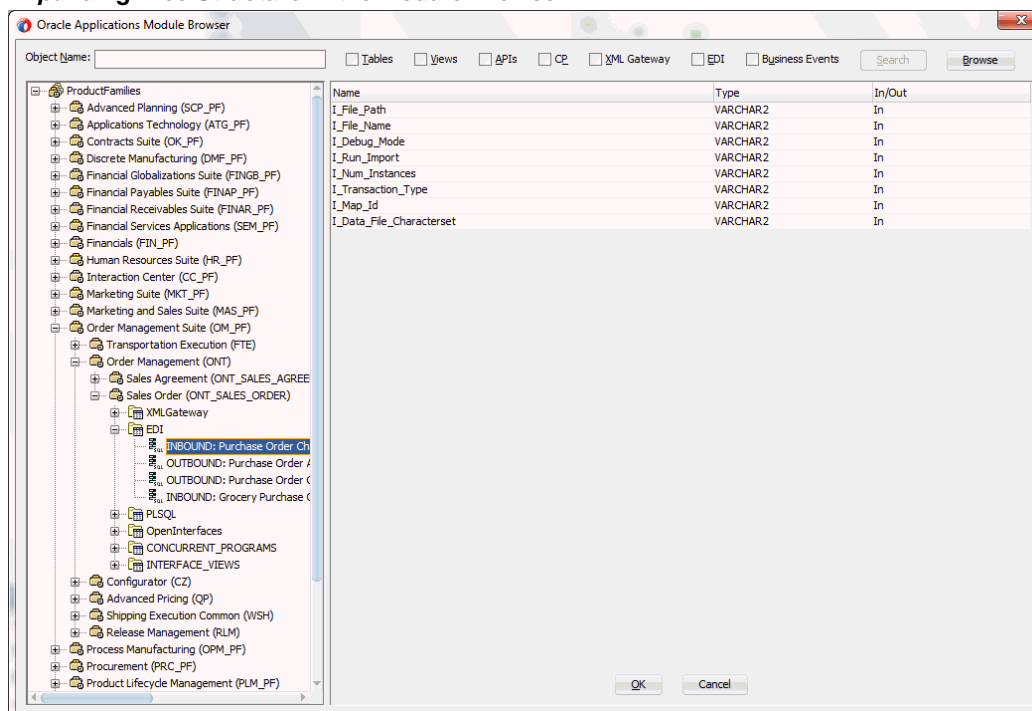 Oracle Applications Module Browser
Object Name: Tables Views APIs CP XML Gateway EDI Business Events Search Browse
ProductFamilies
Advanced Planning (SCP_PF)
Applications Technology (ATG_PF)
Contracts Suite (OK_PF)
Discrete Manufacturing (DMF_PF)
Financial Globalizations Suite (FINGB_PF)
Financial Payables Suite (FINAP_PF)
Financial Receivables Suite (FINAR_PF)
Financial Services Applications (SEM_PF)
Financials (FIN_PF)
Human Resources Suite (HR_PF)
Interaction Center (CC_PF)
Marketing Suite (MKT_PF)
Marketing and Sales Suite (MAS_PF)
Order Management Suite (OM_PF)
Transportation Execution (FTE)
Order Management (ONT)
Sales Agreement (ONT_SALES_AGREE
Sales Order (ONT_SALES_ORDER)
XMLGateway
EDI
INBOUND: Purchase Order Ch
OUTBOUND: Purchase Order A
OUTBOUND: Purchase Order C
INBOUND: Grocery Purchase O
PLSQL
OpenInterfaces
CONCURRENT_PROGRAMS
INTERFACE_VIEWS
Configurator (CZ)
Advanced Pricing (QP)
Shipping Execution Common (WSH)
Release Management (RLM)
Process Manufacturing (OPM_PF)
Procurement (PRC_PF)
Product Lifecycle Management (PLM_PF)
Name Type In/Out
I_File_Path VARCHAR2 In
I_File_Name VARCHAR2 In
I_Debug_Mode VARCHAR2 In
I_Run_Import VARCHAR2 In
I_Num_Instances VARCHAR2 In
I_Transaction_Type VARCHAR2 In
I_Map_Id VARCHAR2 In
I_Data_File_Characterset VARCHAR2 In
OK Cancel